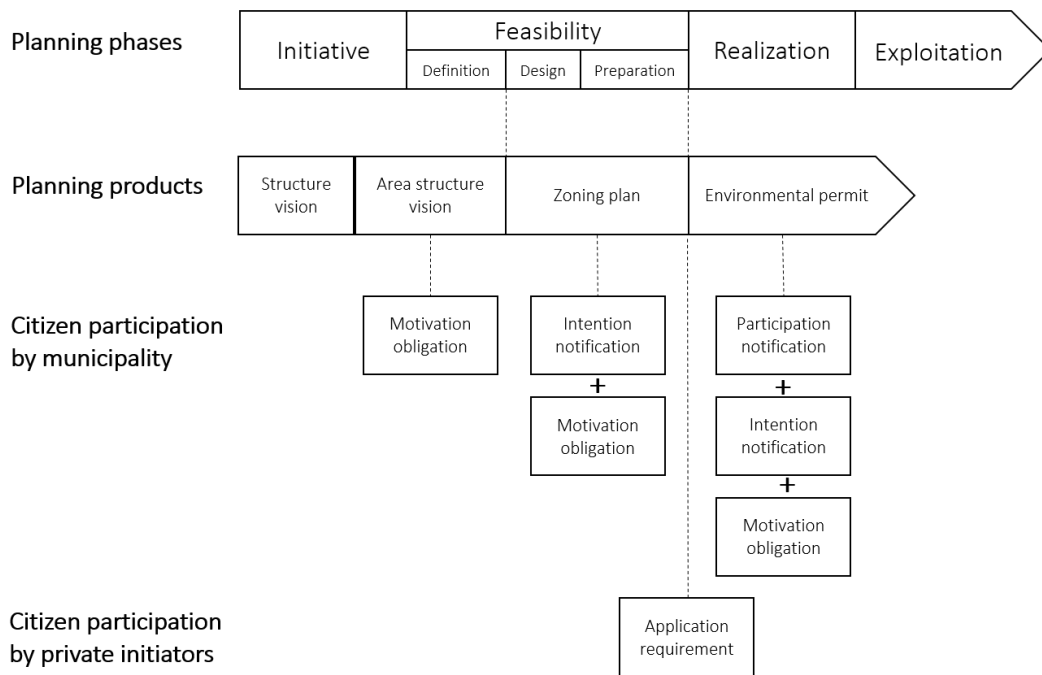 Planning phases
Initiative
Feasibility
Definition
Design
Preparation
Realization
Exploitation
Planning products
Structure
vision
Area structure
vision
Zoning plan
Environmental permit
Citizen participation
by municipality
Motivation
obligation
Intention
notification
+
Motivation
obligation
Participation
notification
+
Intention
notification
+
Motivation
obligation
Citizen participation
by private initiators
Application
requirement